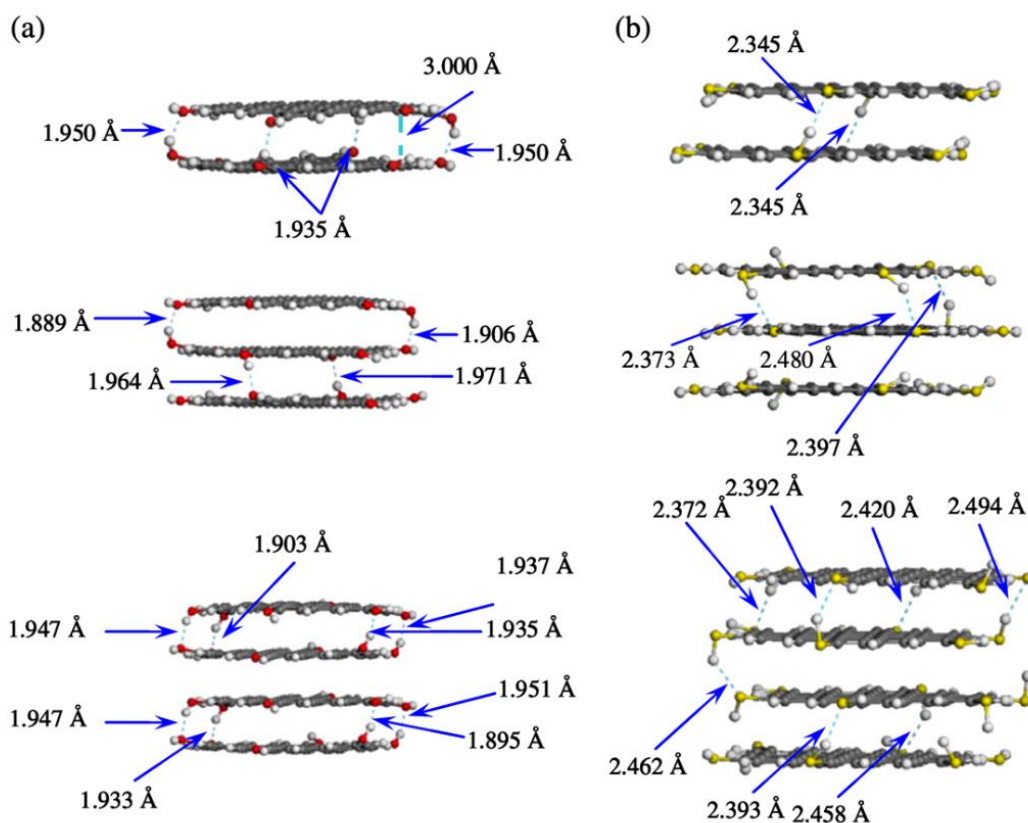 (a)
3.000 Å
1.950 Å
1.950 Å
1.935 Å
1.889 Å
1.906 Å
1.964 Å
1.971 Å
1.903 Å
1.937 Å
1.947 Å
1.935 Å
1.951 Å
1.947 Å
1.895 Å
1.933 Å
(b)
2.345 Å
2.345 Å
2.373 Å
2.480 Å
2.397 Å
2.392 Å
2.372 Å
2.420 Å
2.494 Å
2.462 Å
2.393 Å
2.458 Å